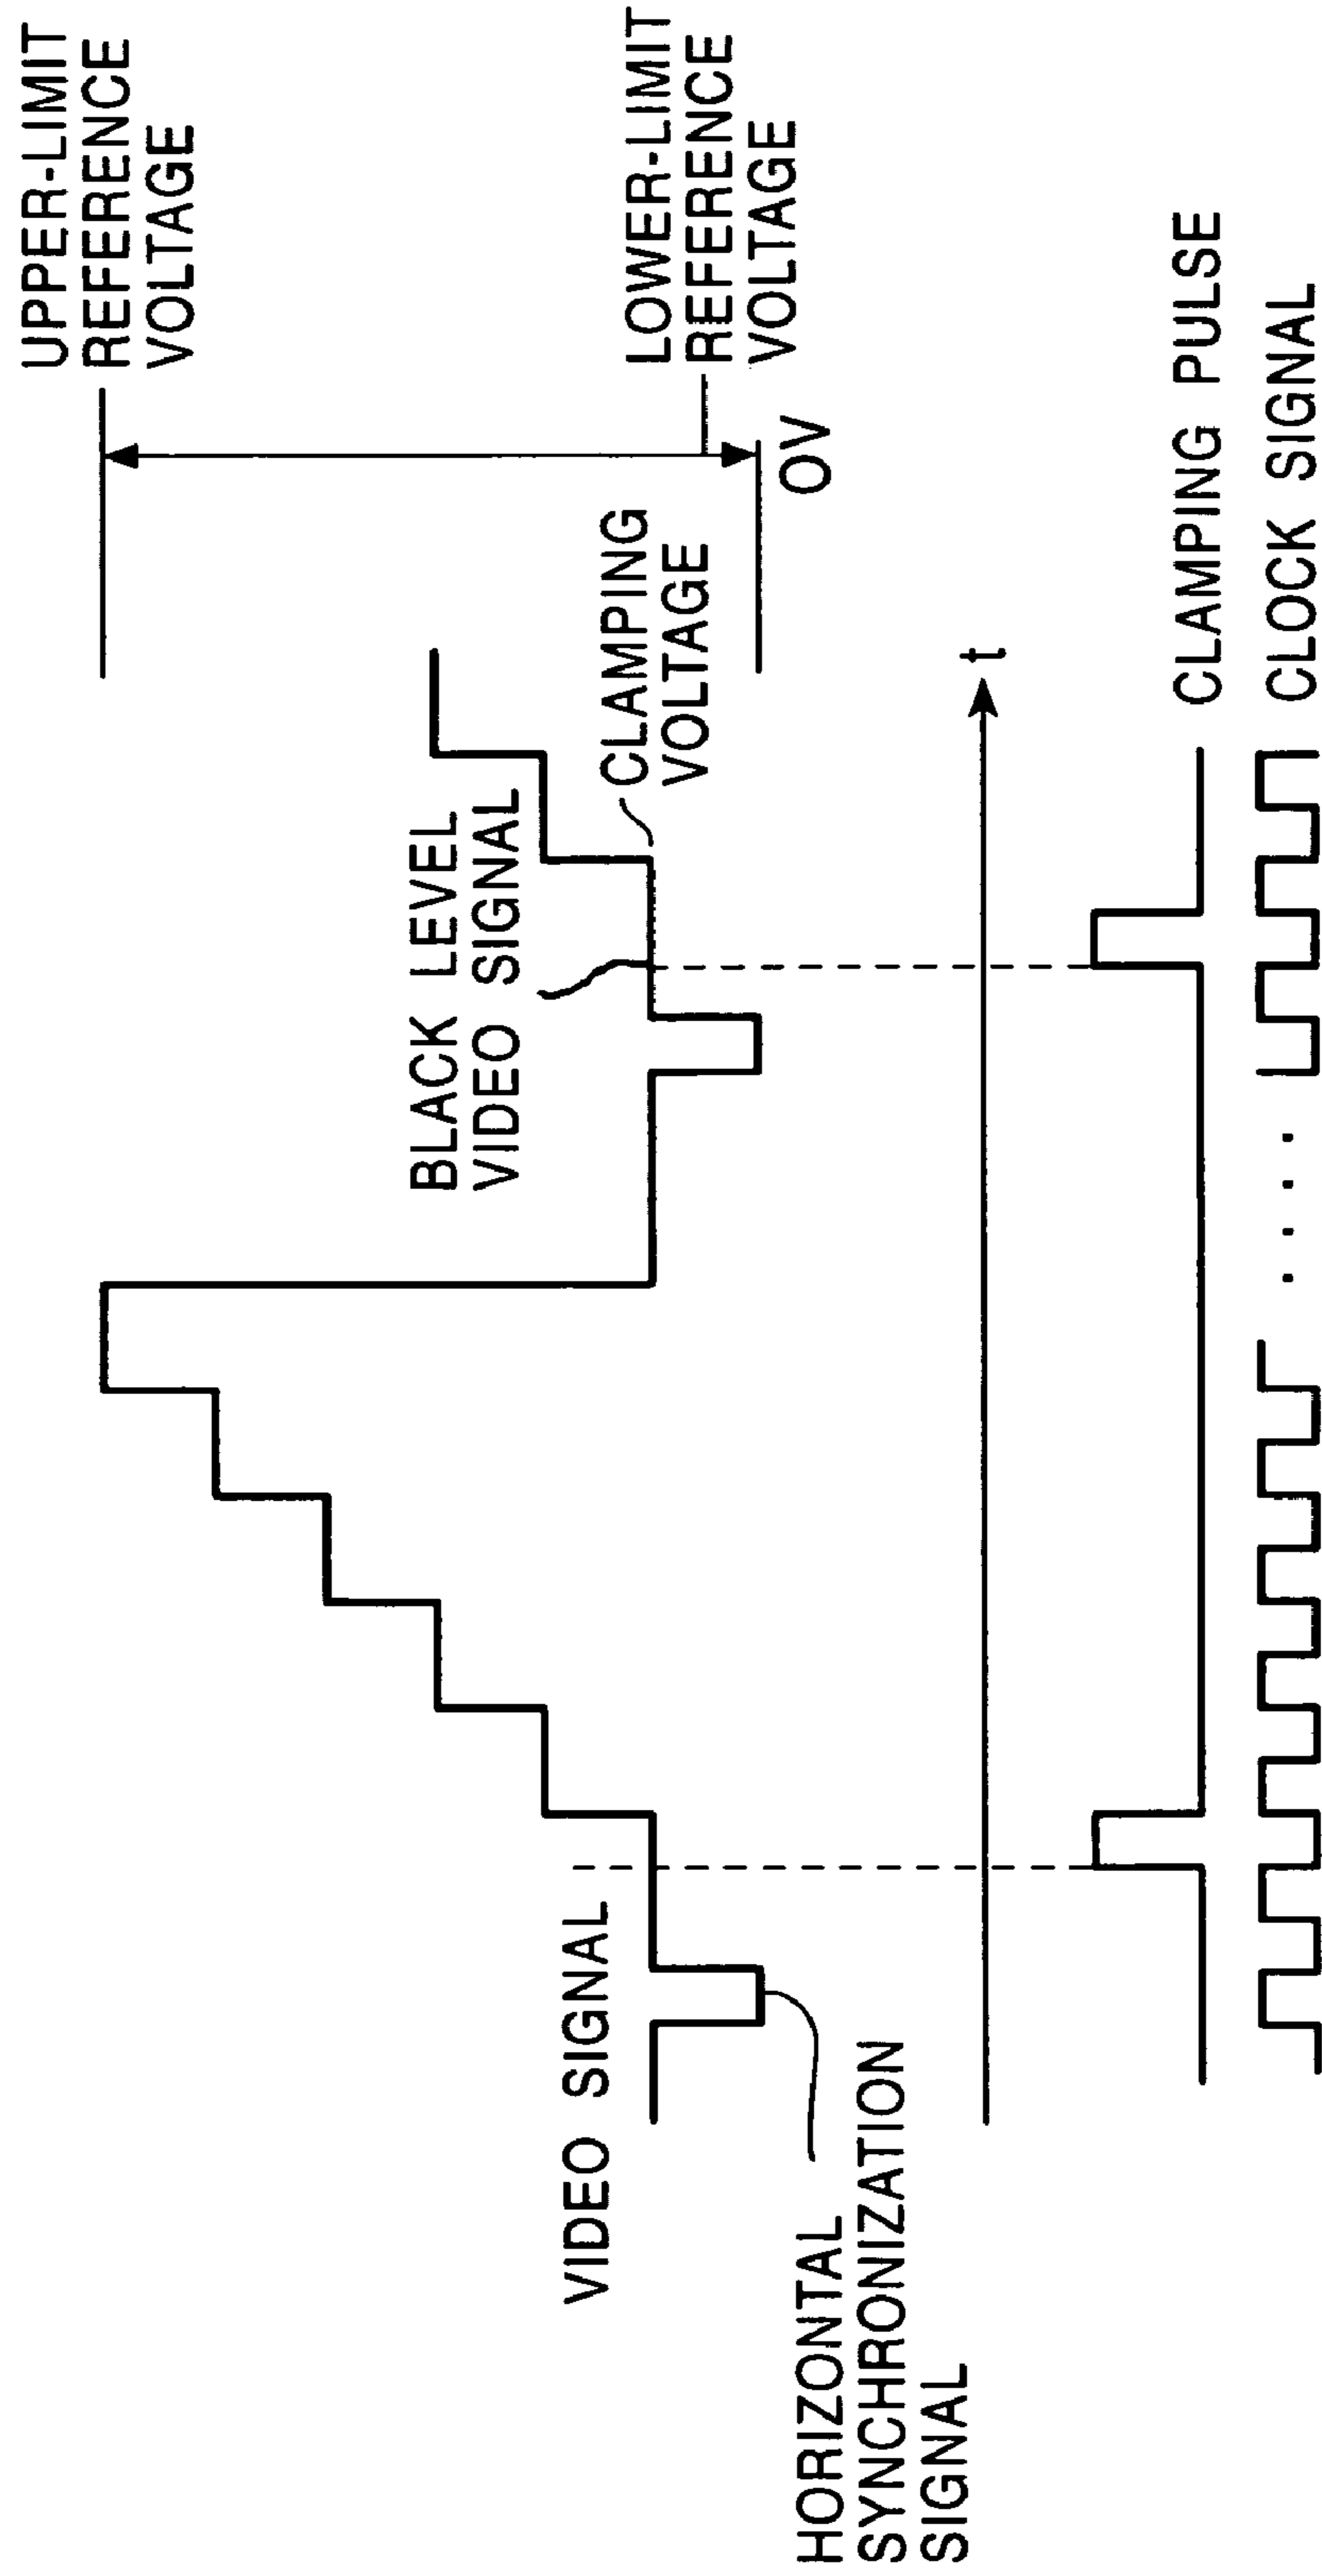 UPPER-LIMIT
REFERENCE
VOLTAGE
LOWER-LIMIT
REFERENCE
VOLTAGE
0V
BLACK LEVEL
VIDEO SIGNAL
CLAMPING
VOLTAGE
VIDEO SIGNAL
HORIZONTAL
SYNCHRONIZATION
SIGNAL
t
CLAMPING PULSE
CLOCK SIGNAL